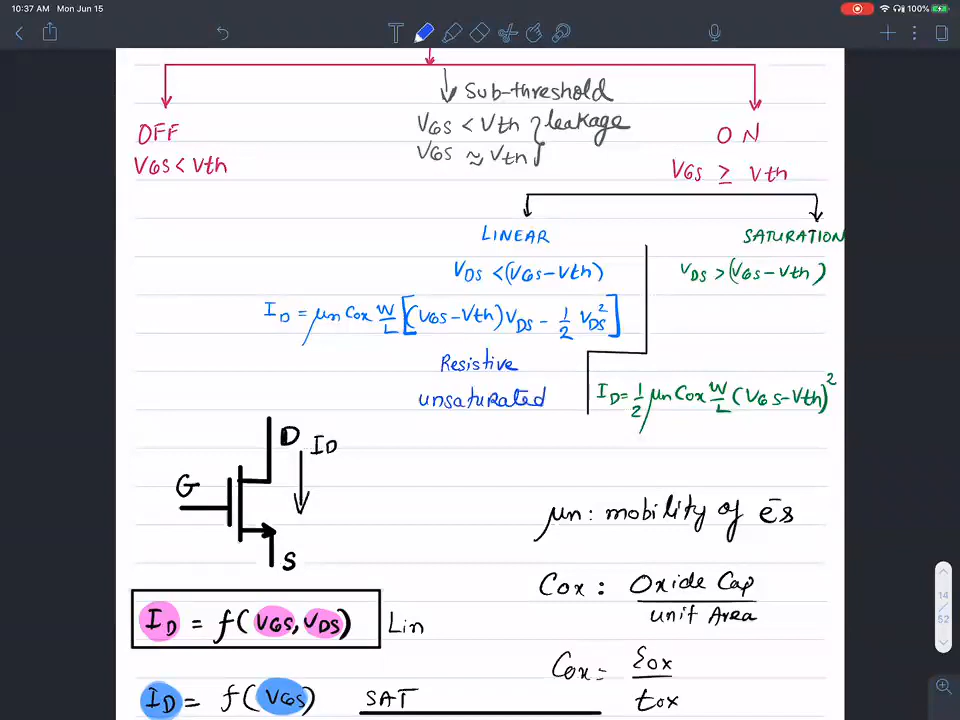 10:37 AM Mon Jun 15
100%
Sub-threshold
OFF
VGS < Vth } leakage
ON
VGS < Vth
VGS ≈ Vth
VGS ≥ Vth
LINEAR
SATURATION
VDS < (VGS - Vth)
VDS > (VGS - Vth)
ID = μn Cox W/L [(VGS - Vth) VDS - 1/2 VDS²]
Resistive
unsaturated
ID = 1/2 μn Cox W/L (VGS - Vth)²
D
ID
G
S
μn : mobility of ēs
Cox : Oxide Cap
unit Area
ID = f(VGS, VDS) Lin
Cox = εox
tox
ID = f(VGS) SAT
14
/
52
T